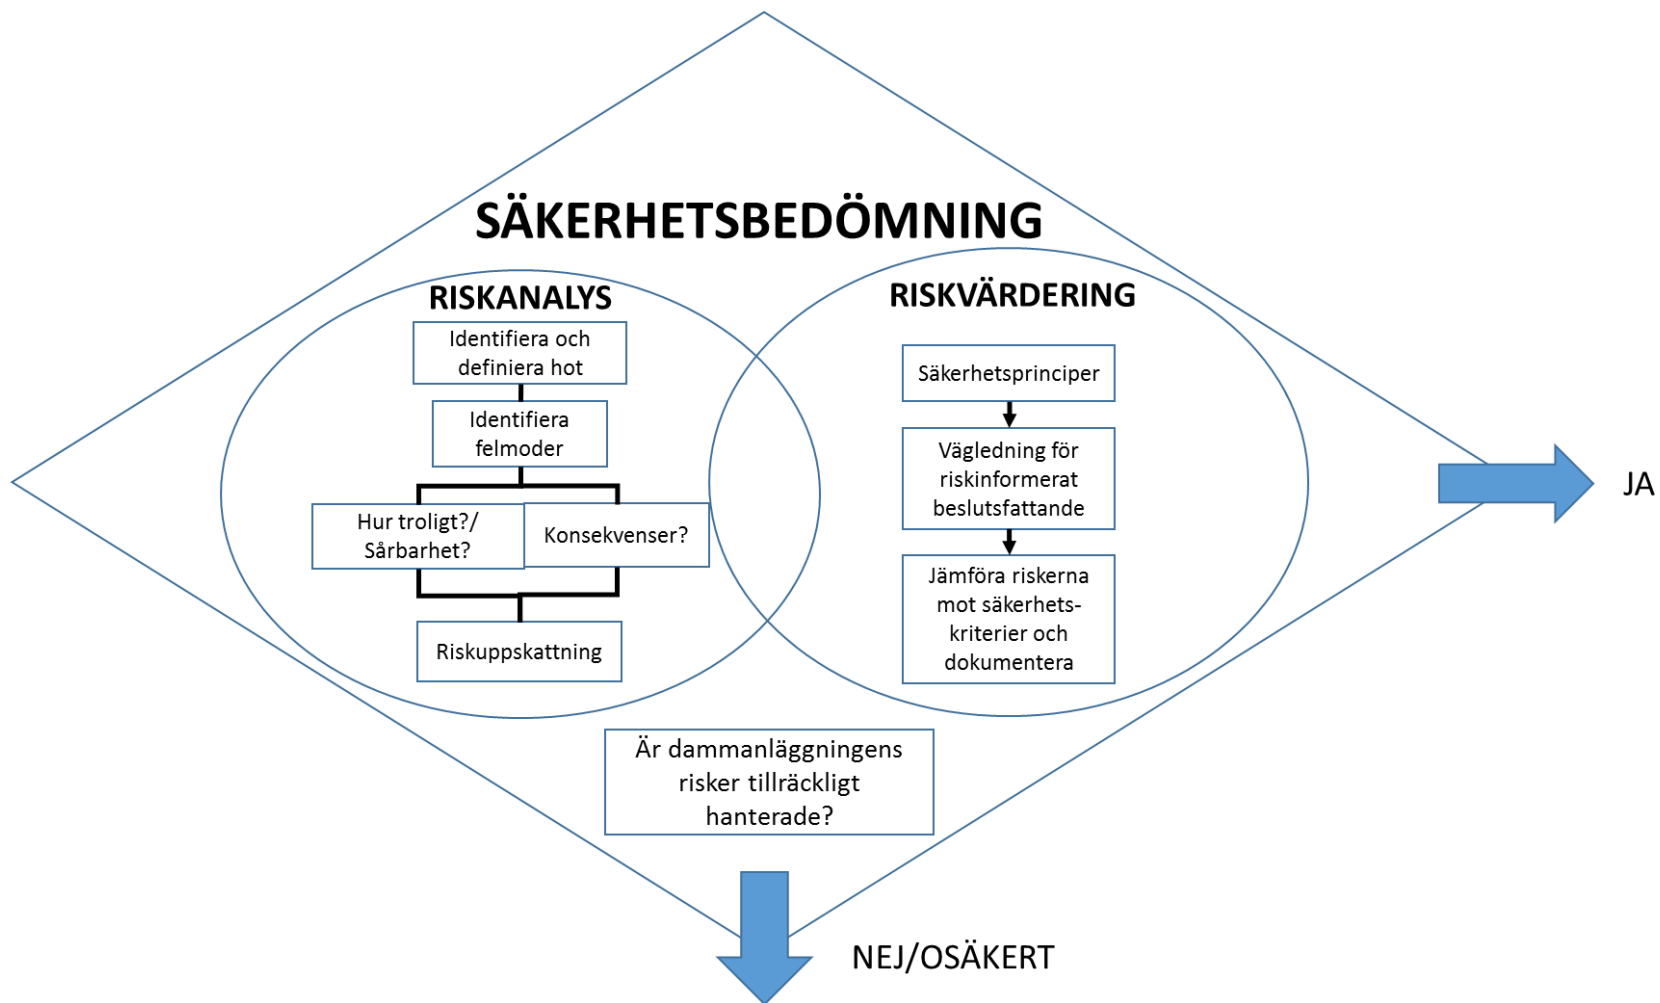 SÄKERHETSBEDÖMNING
RISKANALYS
Identifiera och
definiera hot
Identifiera
felmoder
Hur troligt?/
Sårbarhet?
Konsekvenser?
Riskuppskattning
RISKVÄRDERING
Säkerhetsprinciper
Vägledning för
riskinformerat
beslutsfattande
Jämföra riskerna
mot säkerhets-
kriterier och
dokumentera
Är dammanläggningens
risker tillräckligt
hanterade?
JA
NEJ/OSÄKERT